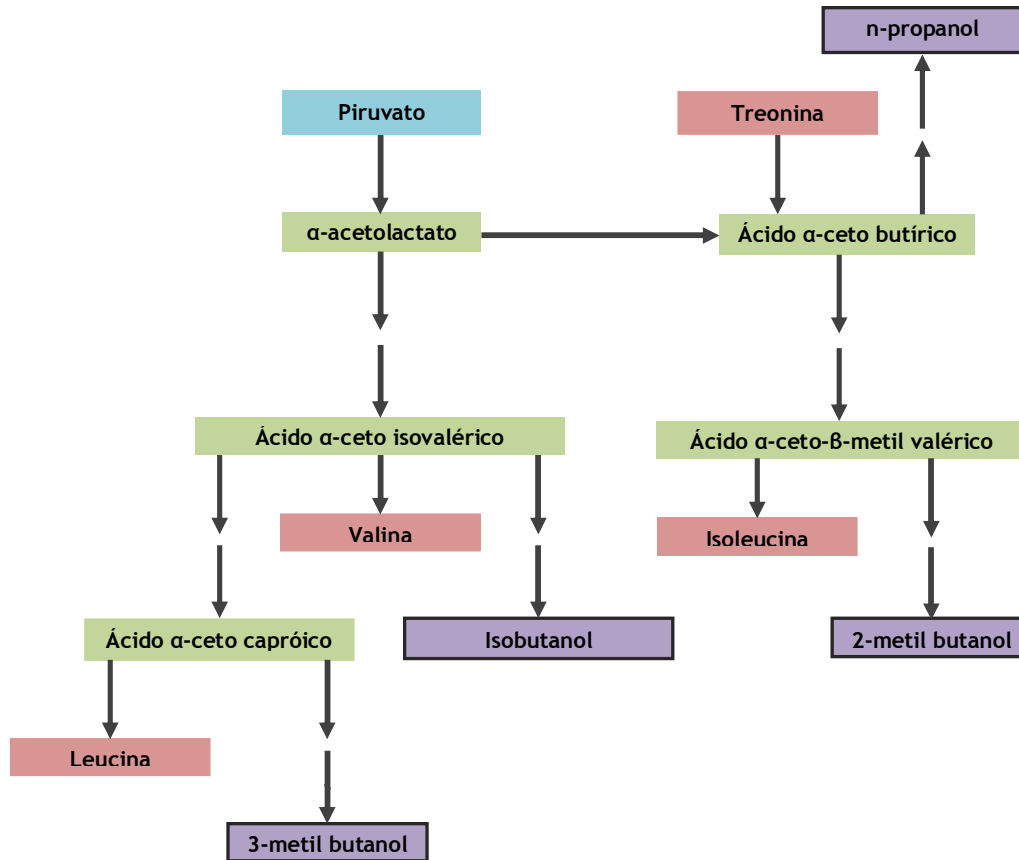 n-propanol
Piruvato
Treonina
α-acetolactato
Ácido α-ceto butírico
Ácido α-ceto isovalérico
Ácido α-ceto-ß-metil valérico
Valina
Isoleucina
Ácido α-ceto capróico
Isobutanol
2-metil butanol
Leucina
3-metil butanol